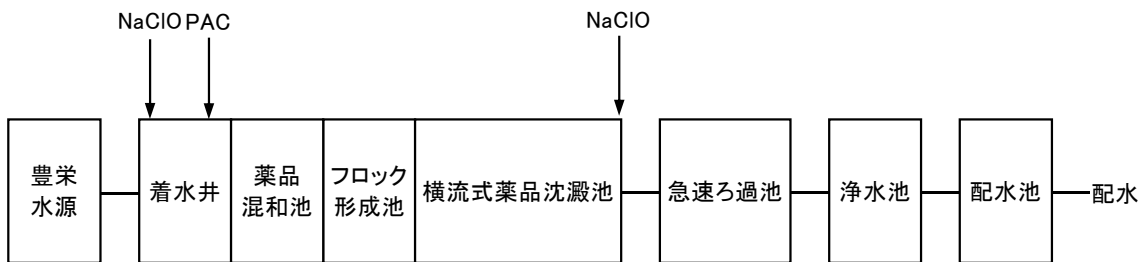 NaClO PAC
NaClO
豊栄
水源
着水井
薬品
混和池
フロック
形成池
横流式薬品沈澱池
急速ろ過池
浄水池
配水池
配水